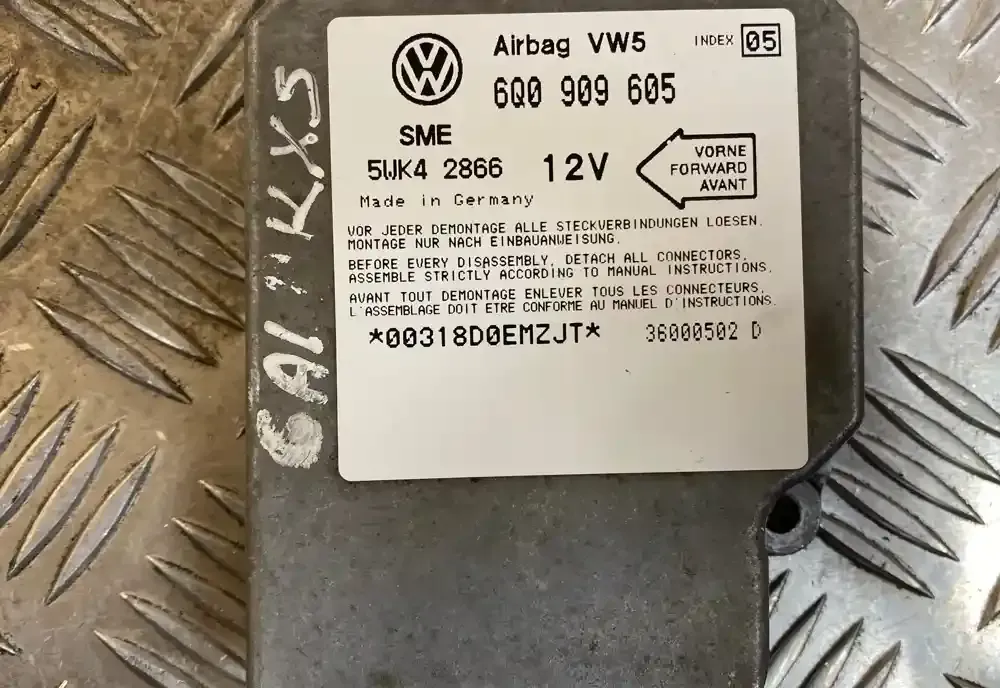 Airbag VW5 INDEX 05
6Q0 909 605
SME
5WK4 2866 12V
VORNE
FORWARD
AVANT
Made in Germany
VOR JEDER DEMONTAGE ALLE STECKVERBINDUNGEN LOESEN.
MONTAGE NUR NACH EINBAUANWEISUNG.
BEFORE EVERY DISASSEMBLY, DETACH ALL CONNECTORS,
ASSEMBLE STRICTLY ACCORDING TO MANUAL INSTRUCTIONS.
AVANT TOUT DEMONTAGE ENLEVER TOUS LES CONNECTEURS.
L'ASSEMBLAGE DOIT ETRE CONFORME AU MANUEL D'INSTRUCTIONS.
*00318D0EMZJT* 36000502 D